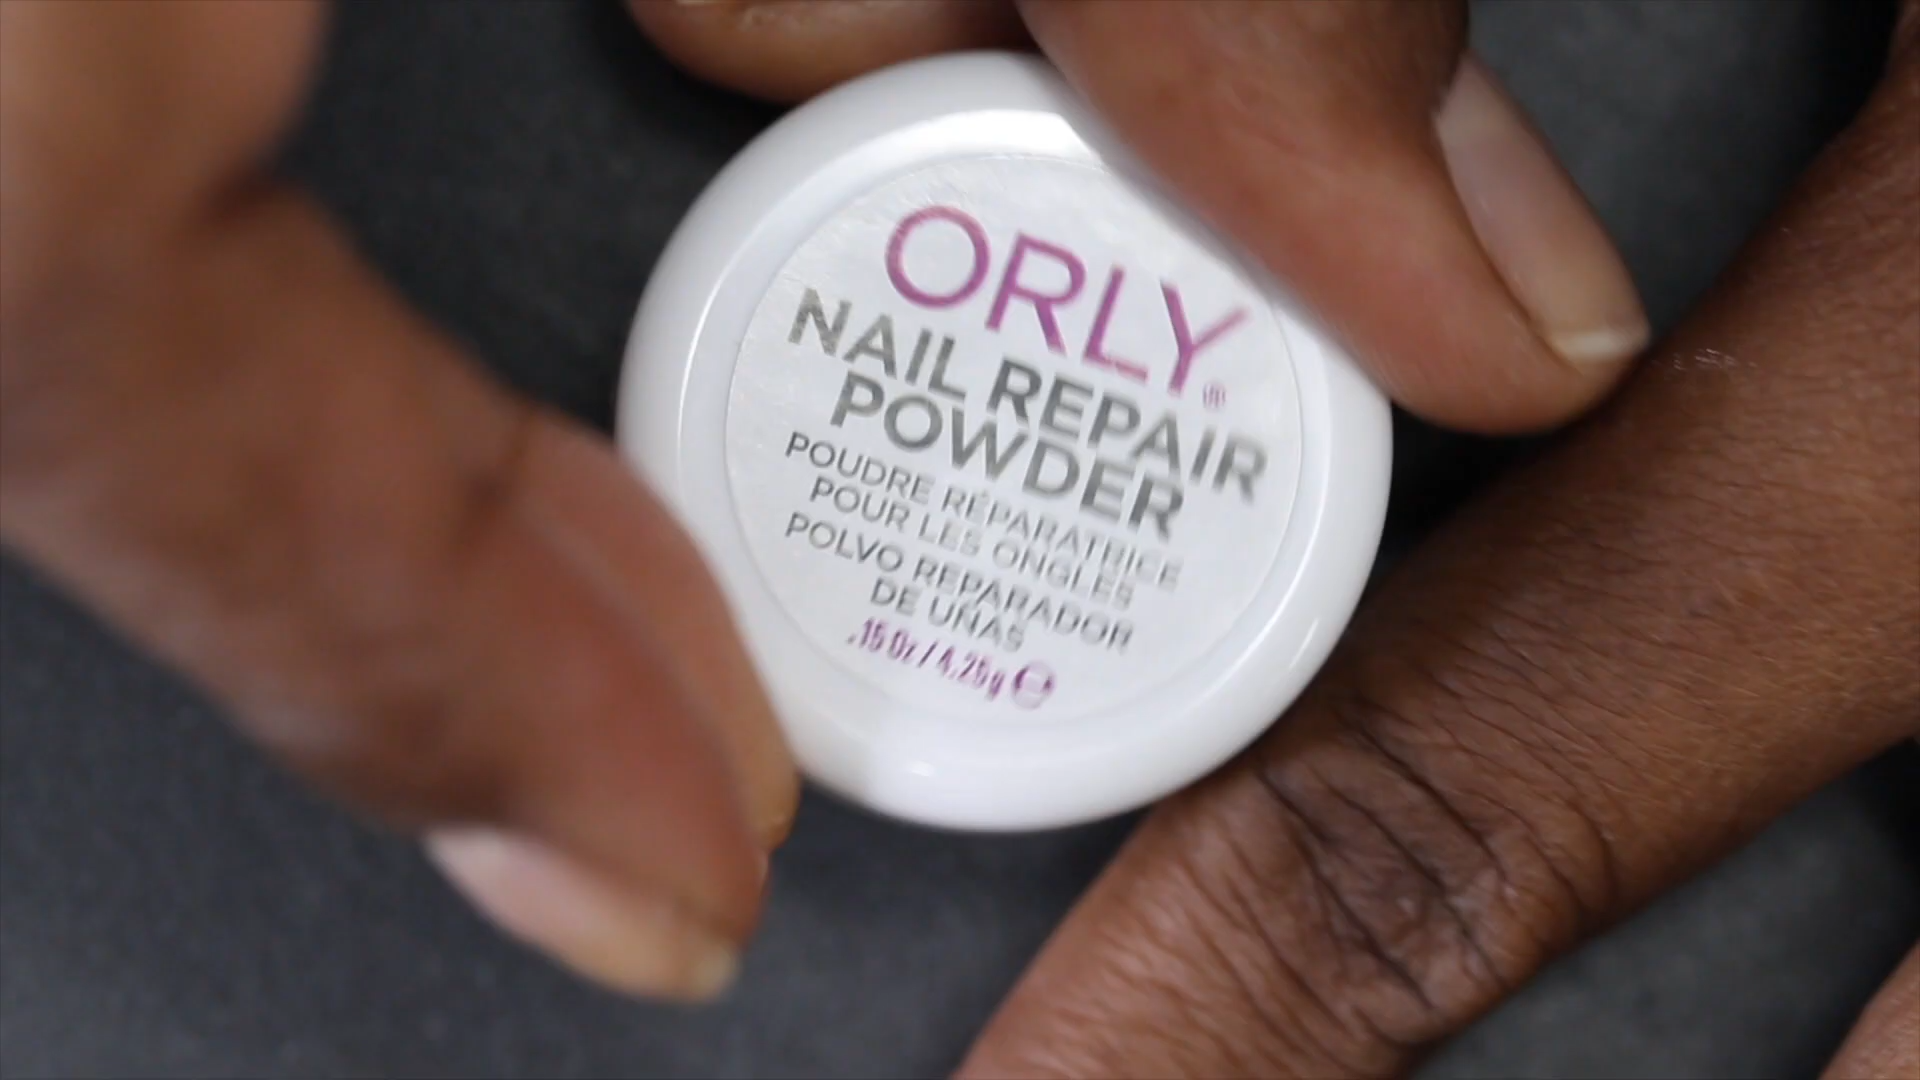 ORLY®
NAIL REPAIR
POWDER
POUDRE RÉPARATRICE
POUR LES ONGLES
POLVO REPARADOR
DE UÑAS
.15 Oz / 4.25g ℮